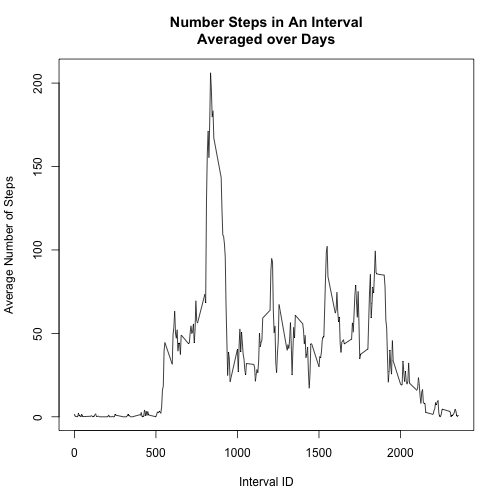 Number Steps in An Interval
Averaged over Days
Average Number of Steps
200
150
100
50
0
0 500 1000 1500 2000
Interval ID